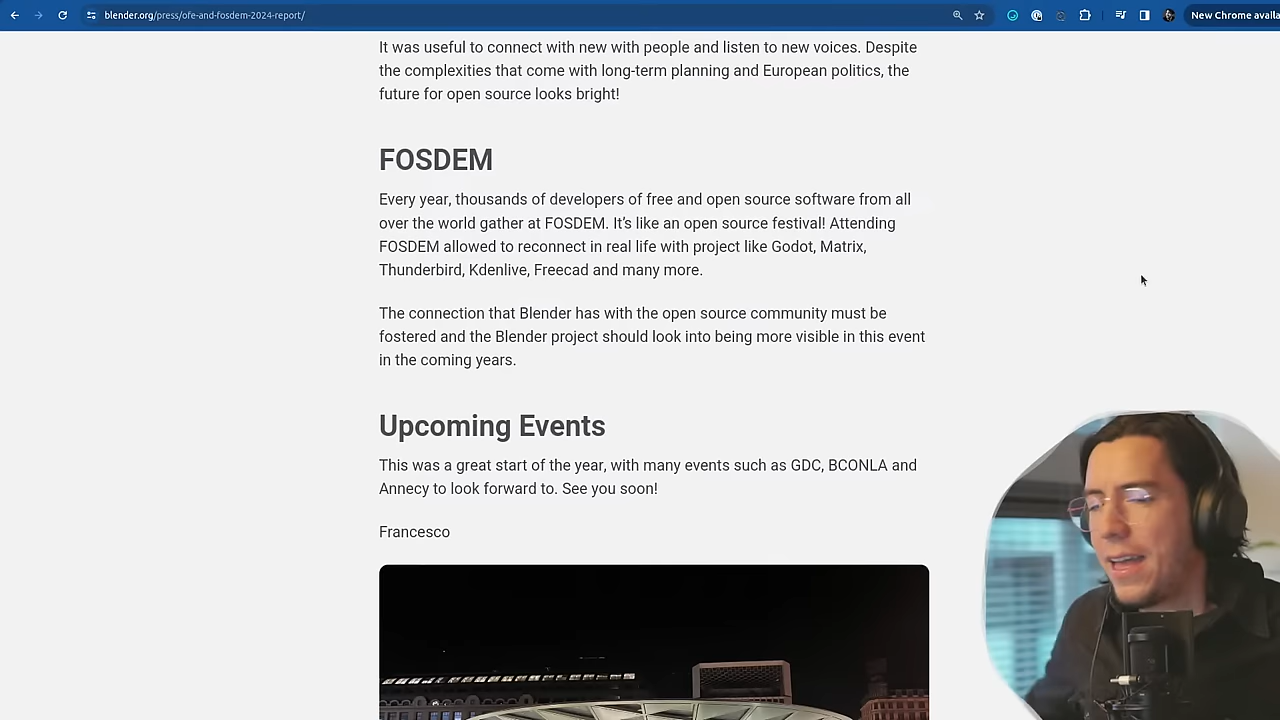 blender.org/press/ofe-and-fosdem-2024-report/
New Chrome availa
It was useful to connect with new with people and listen to new voices. Despite
the complexities that come with long-term planning and European politics, the
future for open source looks bright!
FOSDEM
Every year, thousands of developers of free and open source software from all
over the world gather at FOSDEM. It’s like an open source festival! Attending
FOSDEM allowed to reconnect in real life with project like Godot, Matrix,
Thunderbird, Kdenlive, Freecad and many more.
The connection that Blender has with the open source community must be
fostered and the Blender project should look into being more visible in this event
in the coming years.
Upcoming Events
This was a great start of the year, with many events such as GDC, BCONLA and
Annecy to look forward to. See you soon!
Francesco